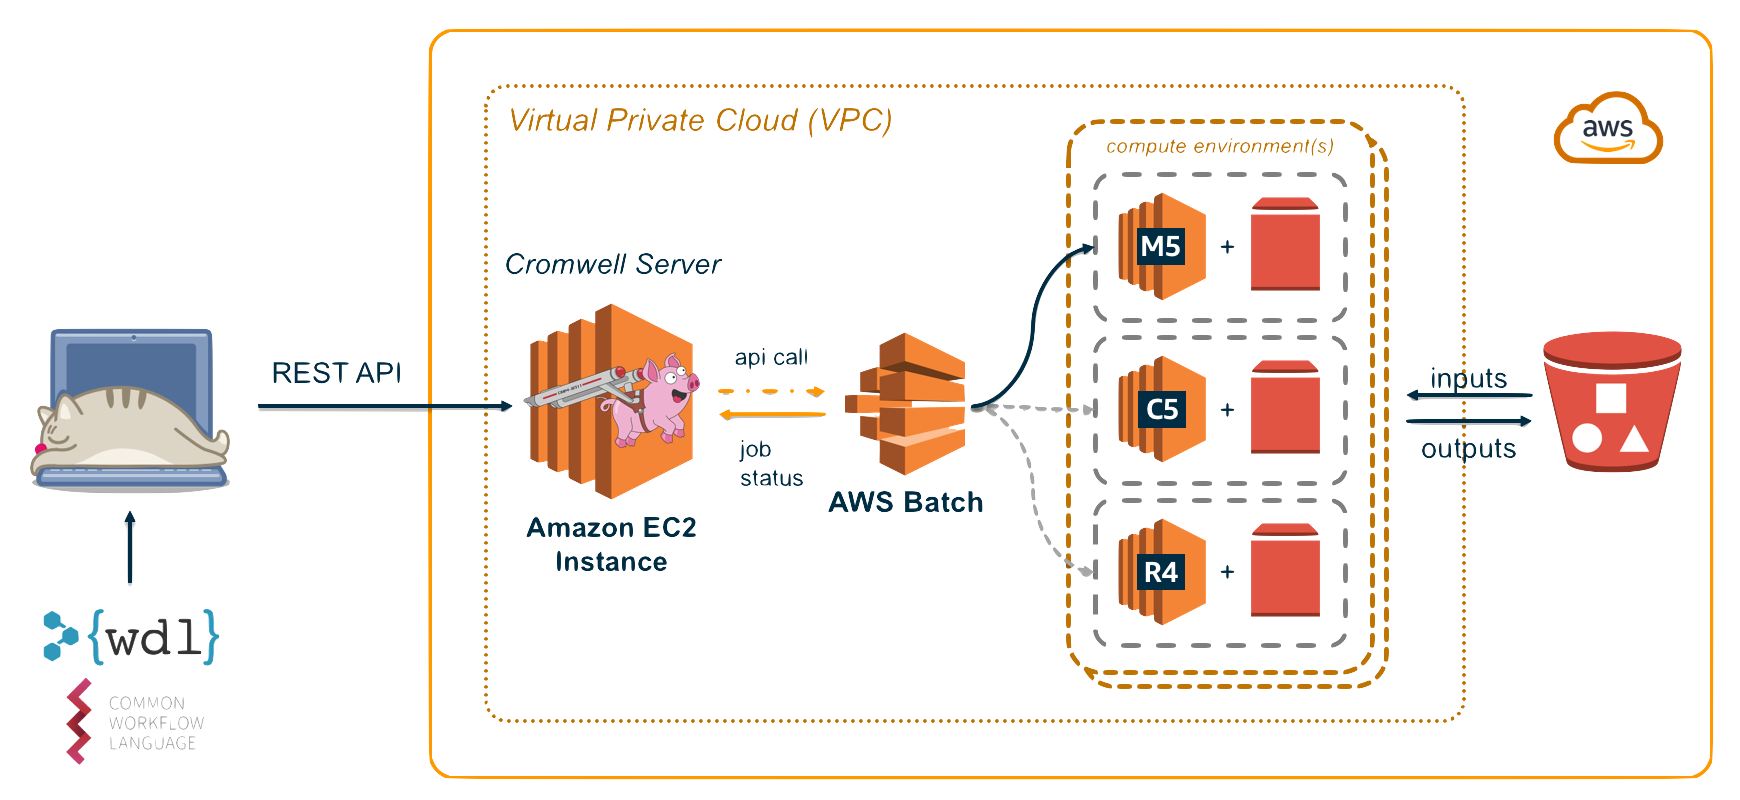 Virtual Private Cloud (VPC)
aws
compute environment(s)
M5
+
Cromwell Server
REST API
api call
inputs
C5
+
outputs
job
status
AWS Batch
Amazon EC2
Instance
R4
+
{wdl}
COMMON
WORKFLOW
LANGUAGE